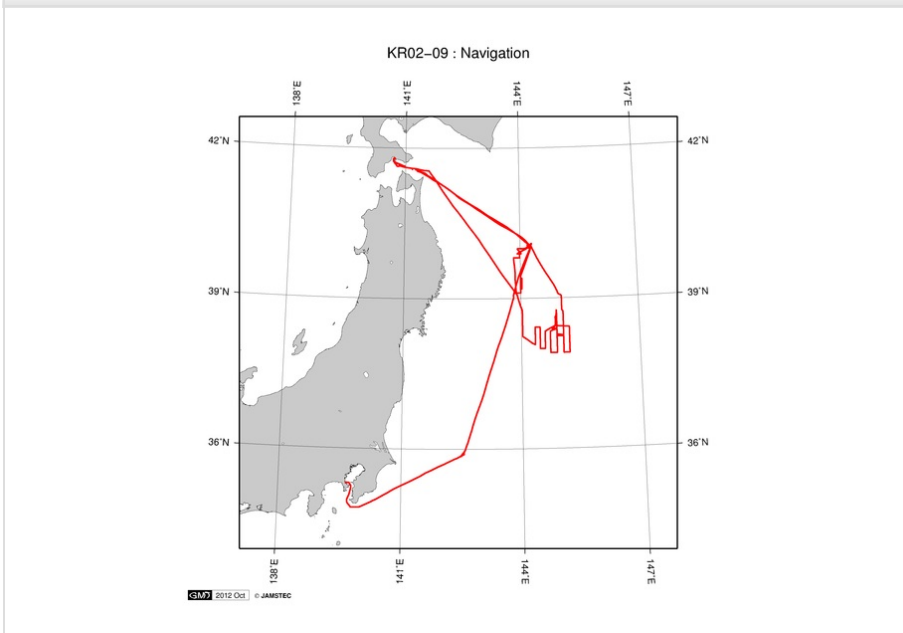 KR02−09 : Navigation
138˚E
141˚E
144˚E
147˚E
42˚N
42˚N
39˚N
39˚N
36˚N
36˚N
138˚E
141˚E
144˚E
147˚E
GMD 2012 Oct © JAMSTEC